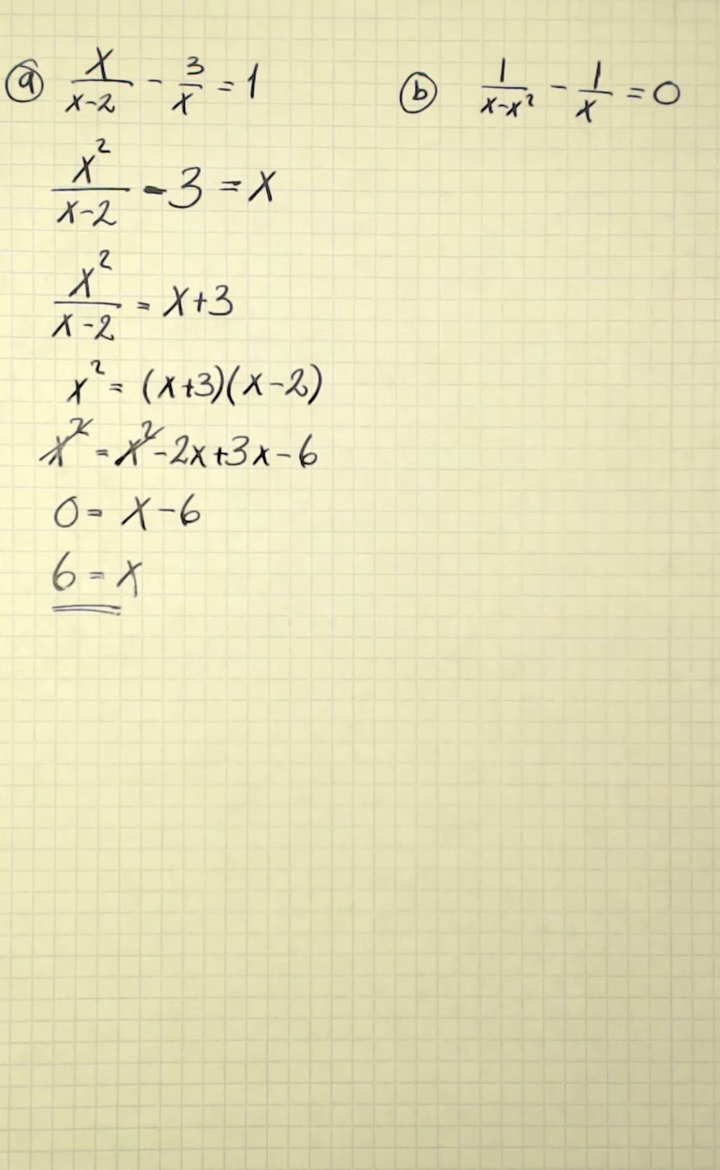 ⓐ x/(x-2) - 3/x = 1
x²/(x-2) - 3 = x
x²/(x-2) = x+3
x² = (x+3)(x-2)
x² = x² - 2x + 3x - 6
0 = x - 6
6 = x
ⓑ 1/(x-x²) - 1/x = 0